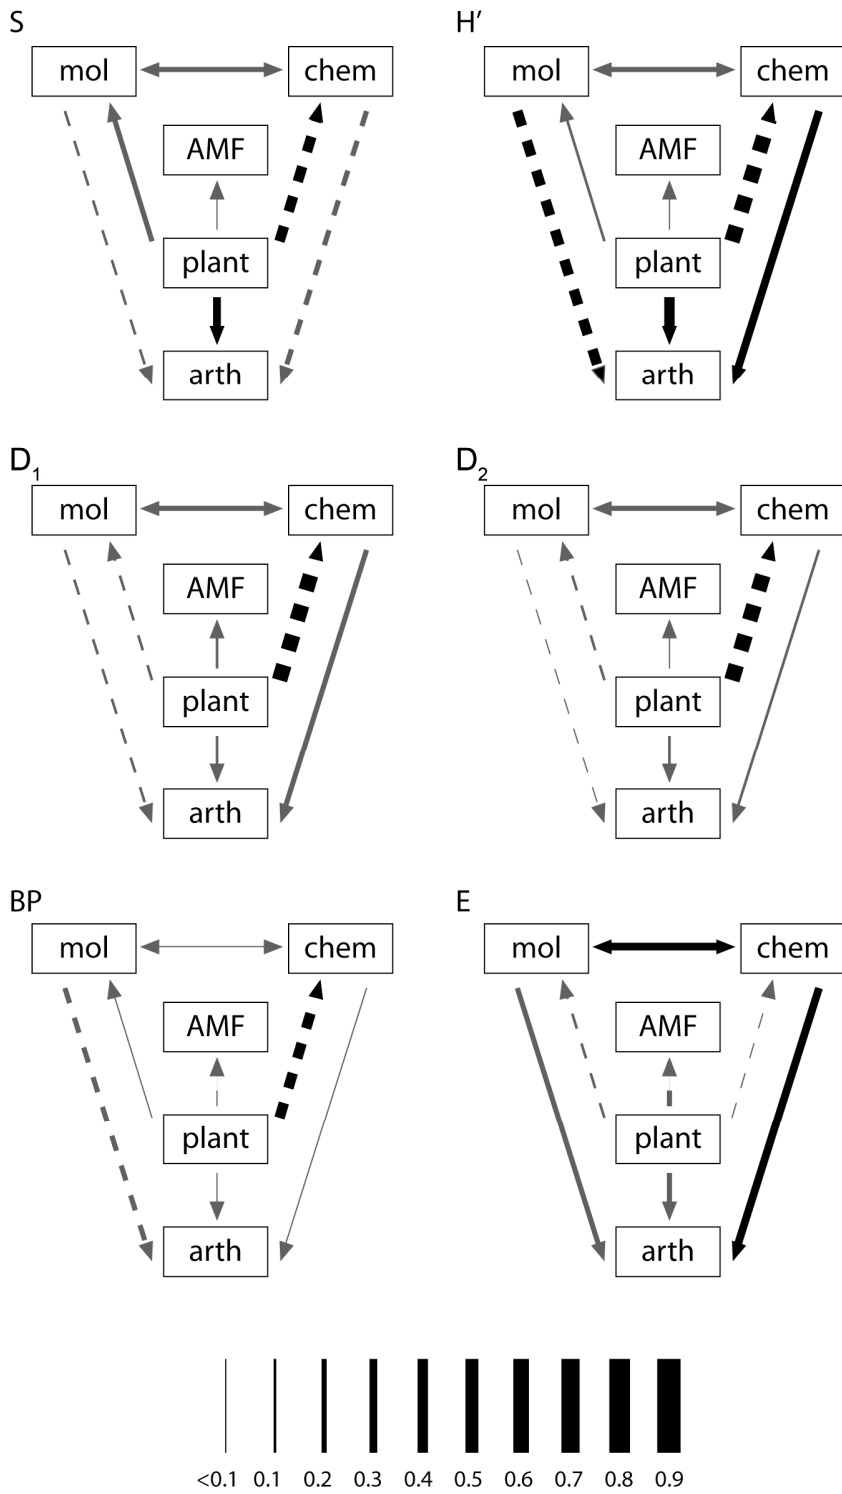 S
mol chem
AMF
plant
arth
H’
mol chem
AMF
plant
arth
D1
mol chem
AMF
plant
arth
D2
mol chem
AMF
plant
arth
BP
mol chem
AMF
plant
arth
E
mol chem
AMF
plant
arth
<0.1 0.1 0.2 0.3 0.4 0.5 0.6 0.7 0.8 0.9